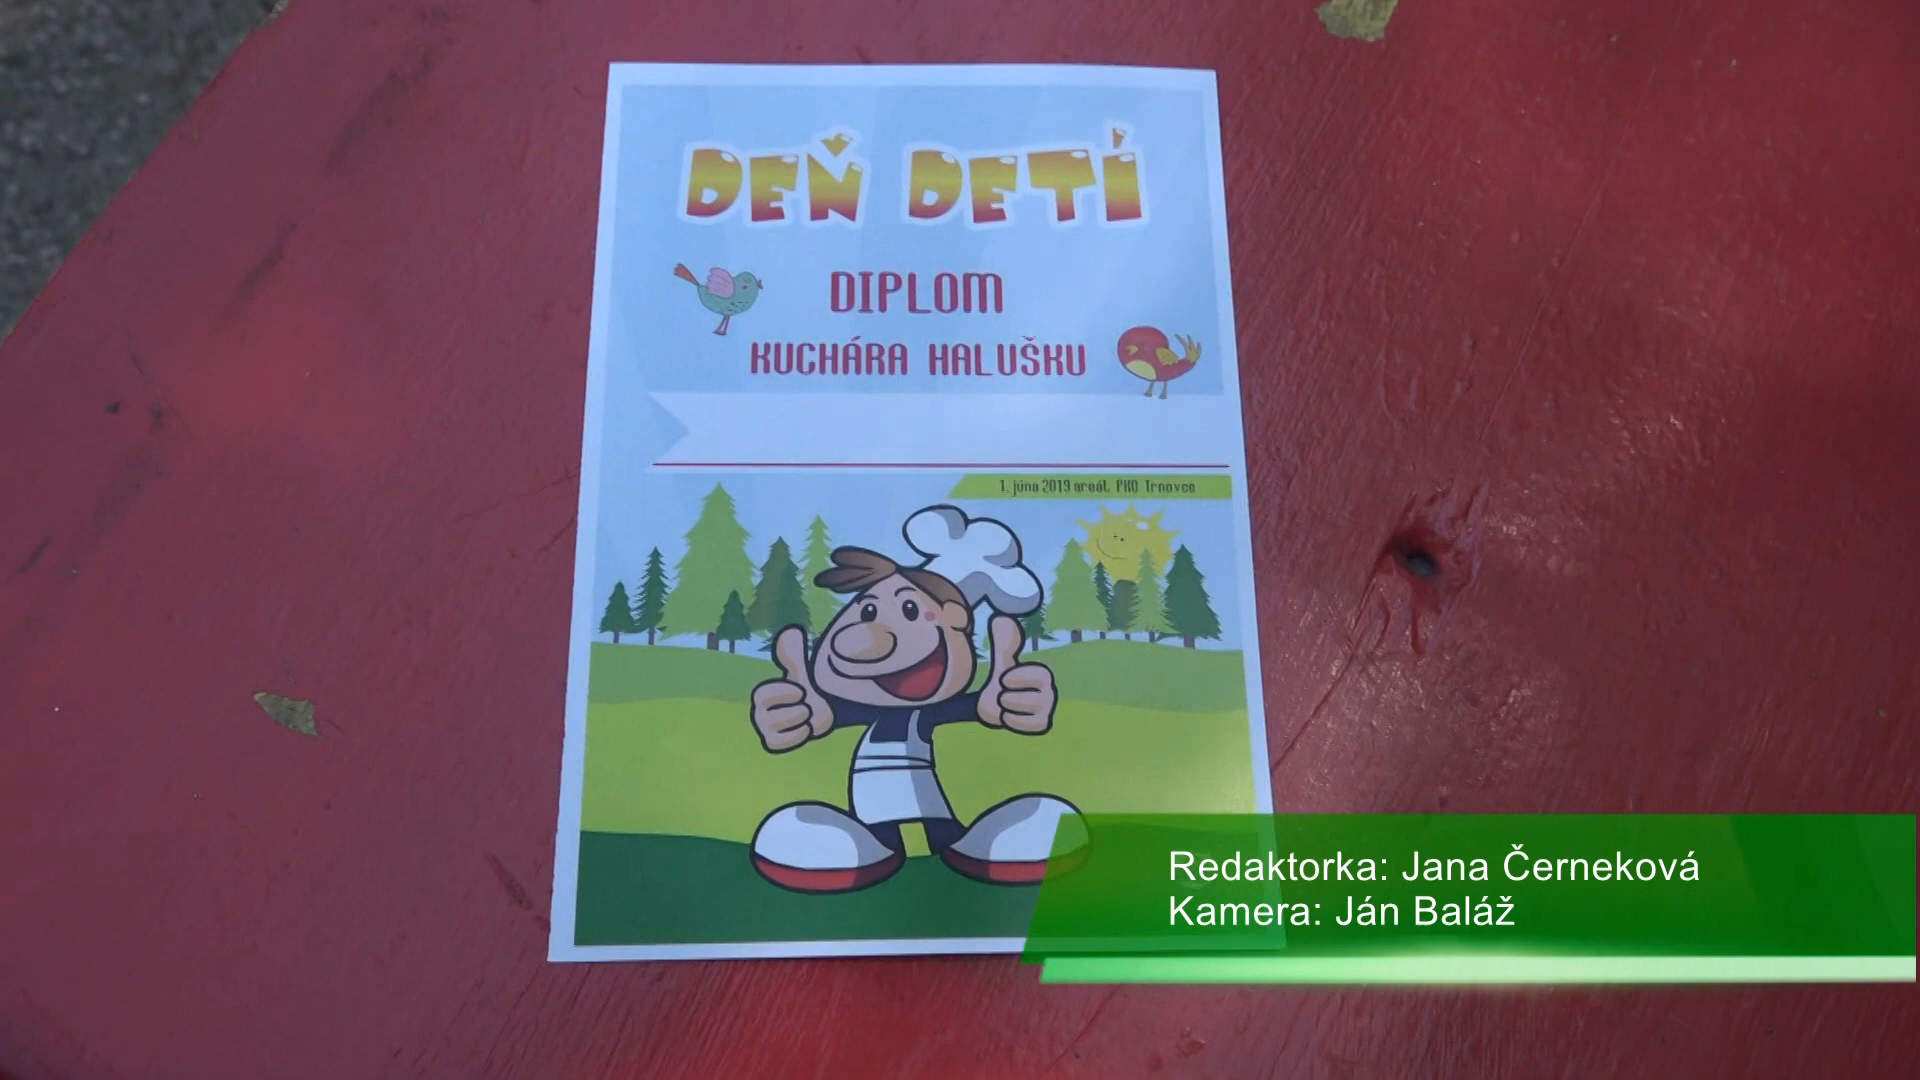 DEŇ DETÍ
DIPLOM
KUCHÁRA HALUŠKU
1. júna 2019 areál PKO Trnovce
Redaktorka: Jana Černeková
Kamera: Ján Baláž